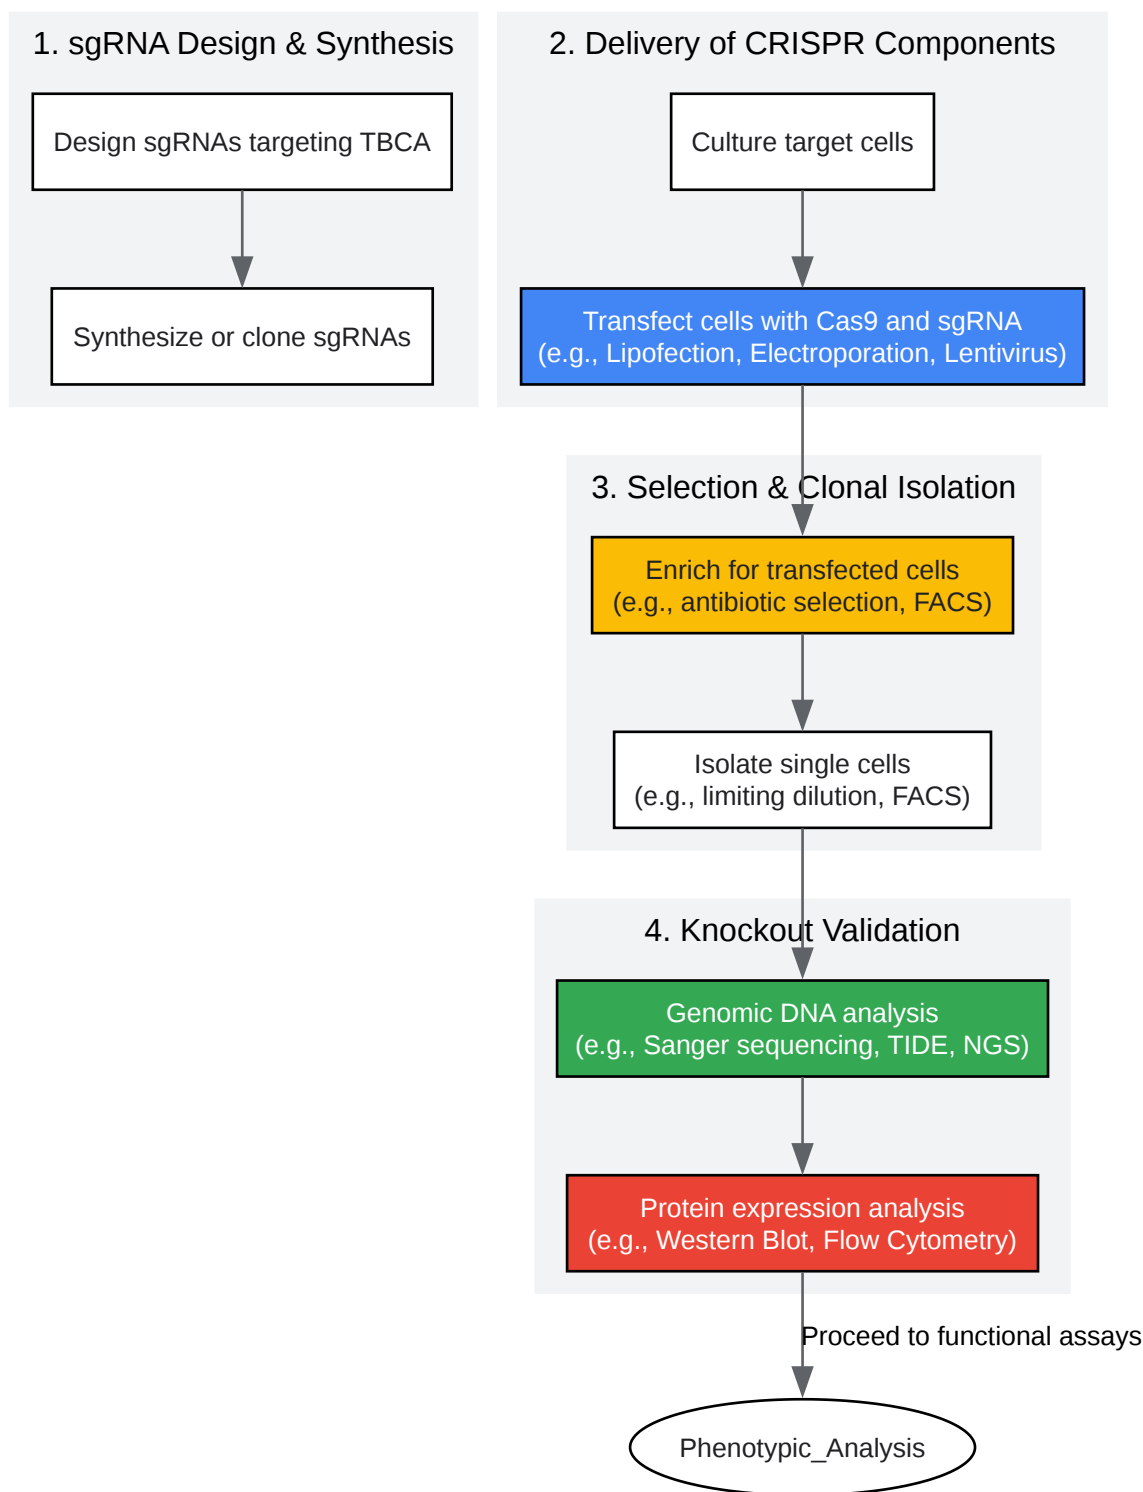 1. sgRNA Design & Synthesis
Design sgRNAs targeting TBCA
Synthesize or clone sgRNAs
2. Delivery of CRISPR Components
Culture target cells
Transfect cells with Cas9 and sgRNA
(e.g., Lipofection, Electroporation, Lentivirus)
3. Selection & Clonal Isolation
Enrich for transfected cells
(e.g., antibiotic selection, FACS)
Isolate single cells
(e.g., limiting dilution, FACS)
4. Knockout Validation
Genomic DNA analysis
(e.g., Sanger sequencing, TIDE, NGS)
Protein expression analysis
(e.g., Western Blot, Flow Cytometry)
Proceed to functional assays
Phenotypic_Analysis